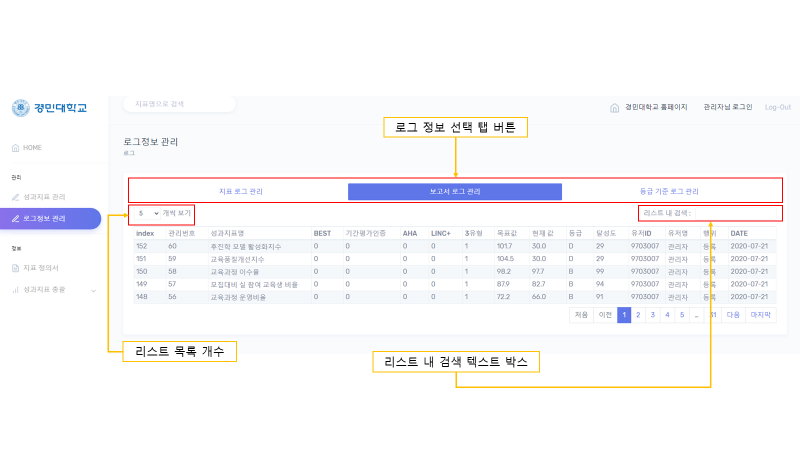 경민대학교
지표명으로 검색
경민대학교 홈페이지 관리자님 로그인 Log-Out
로그 정보 선택 탭 버튼
HOME
로그정보 관리
로그
관리
성과지표 관리
로그정보 관리
정보
지표 정의서
성과지표 총괄
지표 로그 관리 보고서 로그 관리 등급 기준 로그 관리
5 개씩 보기
리스트 내 검색 :
index 관리번호 성과지표명 BEST 기간평가인증 AHA LINC+ 3유형 목표값 현재 값 등급 달성도 유저ID 유저명 행위 DATE
152 60 추진학 모델 활성화지수 0 0 0 0 1 101.7 30.0 D 29 9703007 관리자 등록 2020-07-21
151 59 교육품질개선지수 0 0 0 0 1 104.5 30.0 D 29 9703007 관리자 등록 2020-07-21
150 58 교육과정 이수율 0 0 0 0 1 98.2 97.7 B 99 9703007 관리자 등록 2020-07-21
149 57 모집대비 실 참여 교육생 비율 0 0 0 0 1 87.9 82.7 B 94 9703007 관리자 등록 2020-07-21
148 56 교육과정 운영비율 0 0 0 0 1 72.2 66.0 B 91 9703007 관리자 등록 2020-07-21
처음 이전 1 2 3 4 5 … 31 다음 마지막
리스트 목록 개수
리스트 내 검색 텍스트 박스